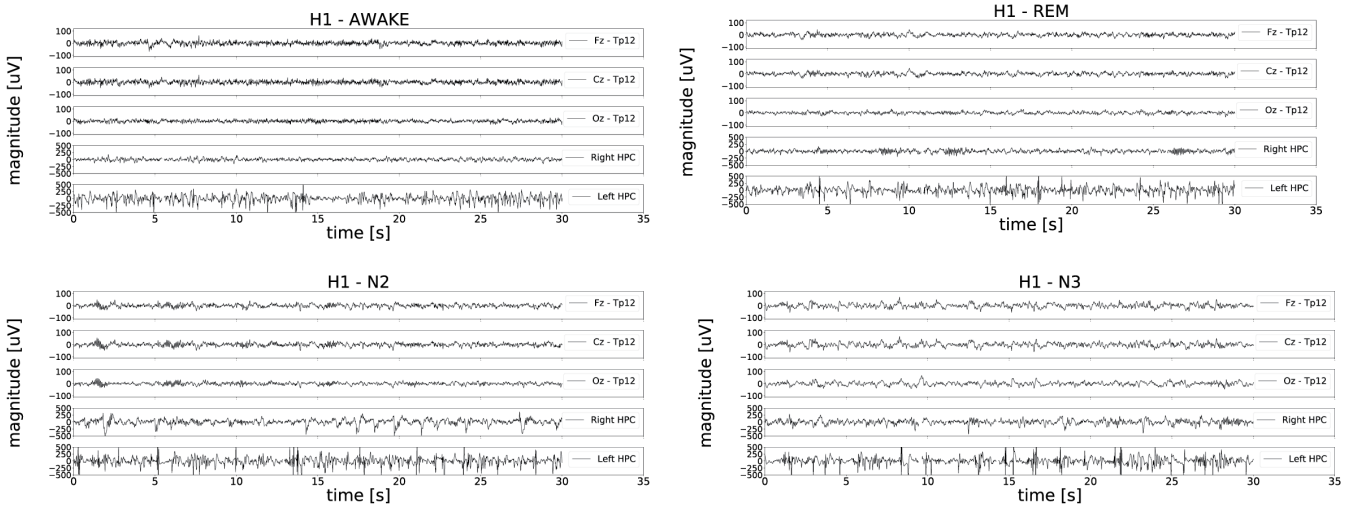 H1 - AWAKE
magnitude [uV]
100
0
−100
Fz - Tp12
100
0
−100
Cz - Tp12
100
0
−100
Oz - Tp12
500
250
0
−250
−500
Right HPC
500
250
0
−250
−500
Left HPC
0 5 10 15 20 25 30 35
time [s]
H1 - REM
magnitude [uV]
100
0
−100
Fz - Tp12
100
0
−100
Cz - Tp12
100
0
−100
Oz - Tp12
500
250
0
−250
−500
Right HPC
500
250
0
−250
−500
Left HPC
0 5 10 15 20 25 30 35
time [s]
H1 - N2
magnitude [uV]
100
0
−100
Fz - Tp12
100
0
−100
Cz - Tp12
100
0
−100
Oz - Tp12
500
250
0
−250
−500
Right HPC
500
250
0
−250
−500
Left HPC
0 5 10 15 20 25 30 35
time [s]
H1 - N3
magnitude [uV]
100
0
−100
Fz - Tp12
100
0
−100
Cz - Tp12
100
0
−100
Oz - Tp12
500
250
0
−250
−500
Right HPC
500
250
0
−250
−500
Left HPC
0 5 10 15 20 25 30 35
time [s]